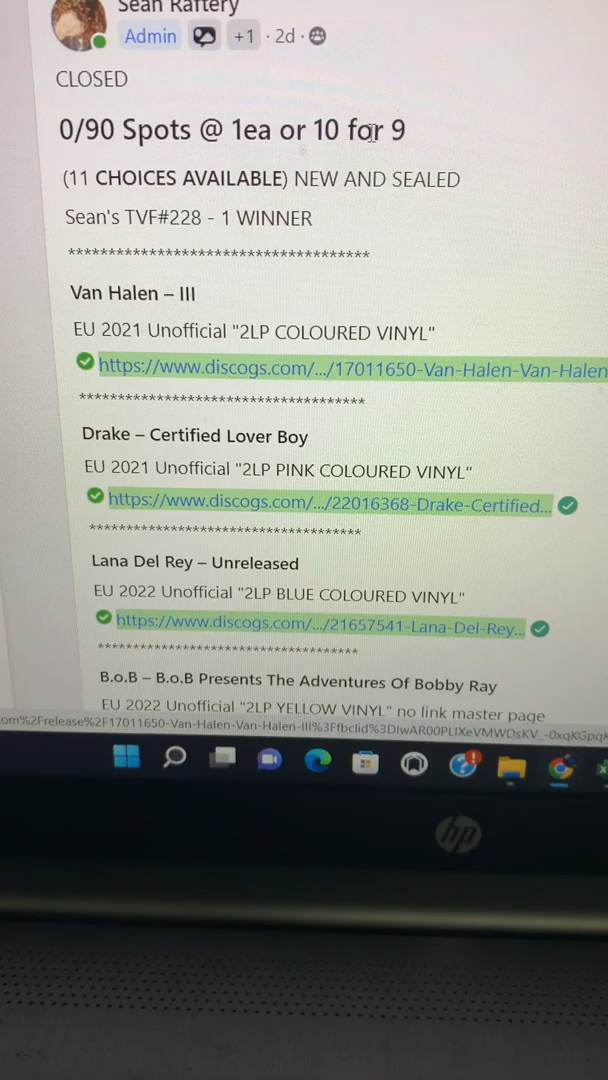 Sean Raftery
Admin +1 · 2d ·
CLOSED
0/90 Spots @ 1ea or 10 for 9
(11 CHOICES AVAILABLE) NEW AND SEALED
Sean's TVF#228 - 1 WINNER
************************************
Van Halen – III
EU 2021 Unofficial "2LP COLOURED VINYL"
https://www.discogs.com/.../17011650-Van-Halen-Van-Halen
************************************
Drake – Certified Lover Boy
EU 2021 Unofficial "2LP PINK COLOURED VINYL"
https://www.discogs.com/.../22016368-Drake-Certified...
************************************
Lana Del Rey – Unreleased
EU 2022 Unofficial "2LP BLUE COLOURED VINYL"
https://www.discogs.com/.../21657541-Lana-Del-Rey...
************************************
B.o.B – B.o.B Presents The Adventures Of Bobby Ray
EU 2022 Unofficial "2LP YELLOW VINYL" no link master page
om%2Frelease%2F17011650-Van-Halen-Van-Halen-III%3Ffbclid%3DIwAR00PLIXeVMWDsKV_-0xqKGpqk
hp